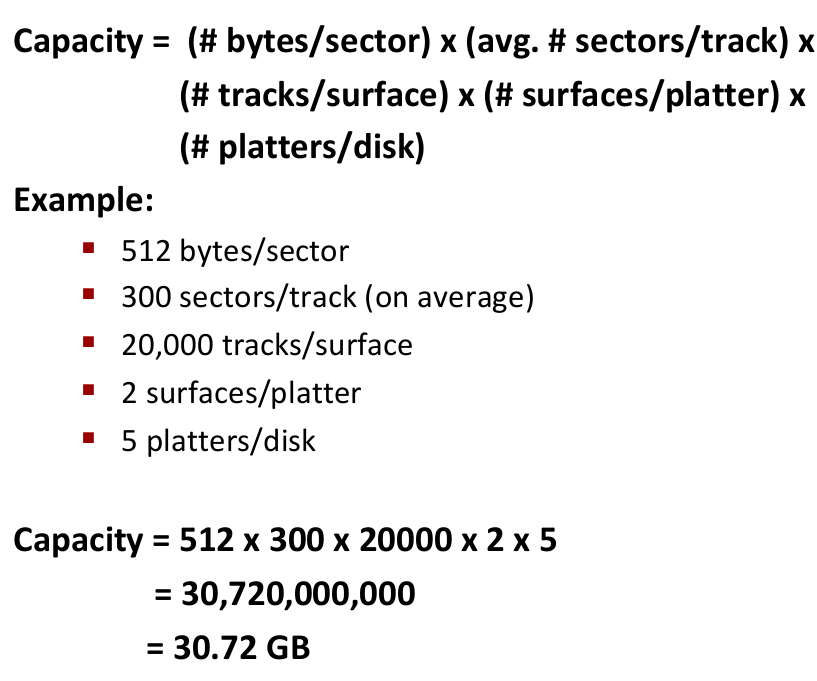 Capacity = (# bytes/sector) x (avg. # sectors/track) x
(# tracks/surface) x (# surfaces/platter) x
(# platters/disk)
Example:
▪ 512 bytes/sector
▪ 300 sectors/track (on average)
▪ 20,000 tracks/surface
▪ 2 surfaces/platter
▪ 5 platters/disk
Capacity = 512 x 300 x 20000 x 2 x 5
= 30,720,000,000
= 30.72 GB